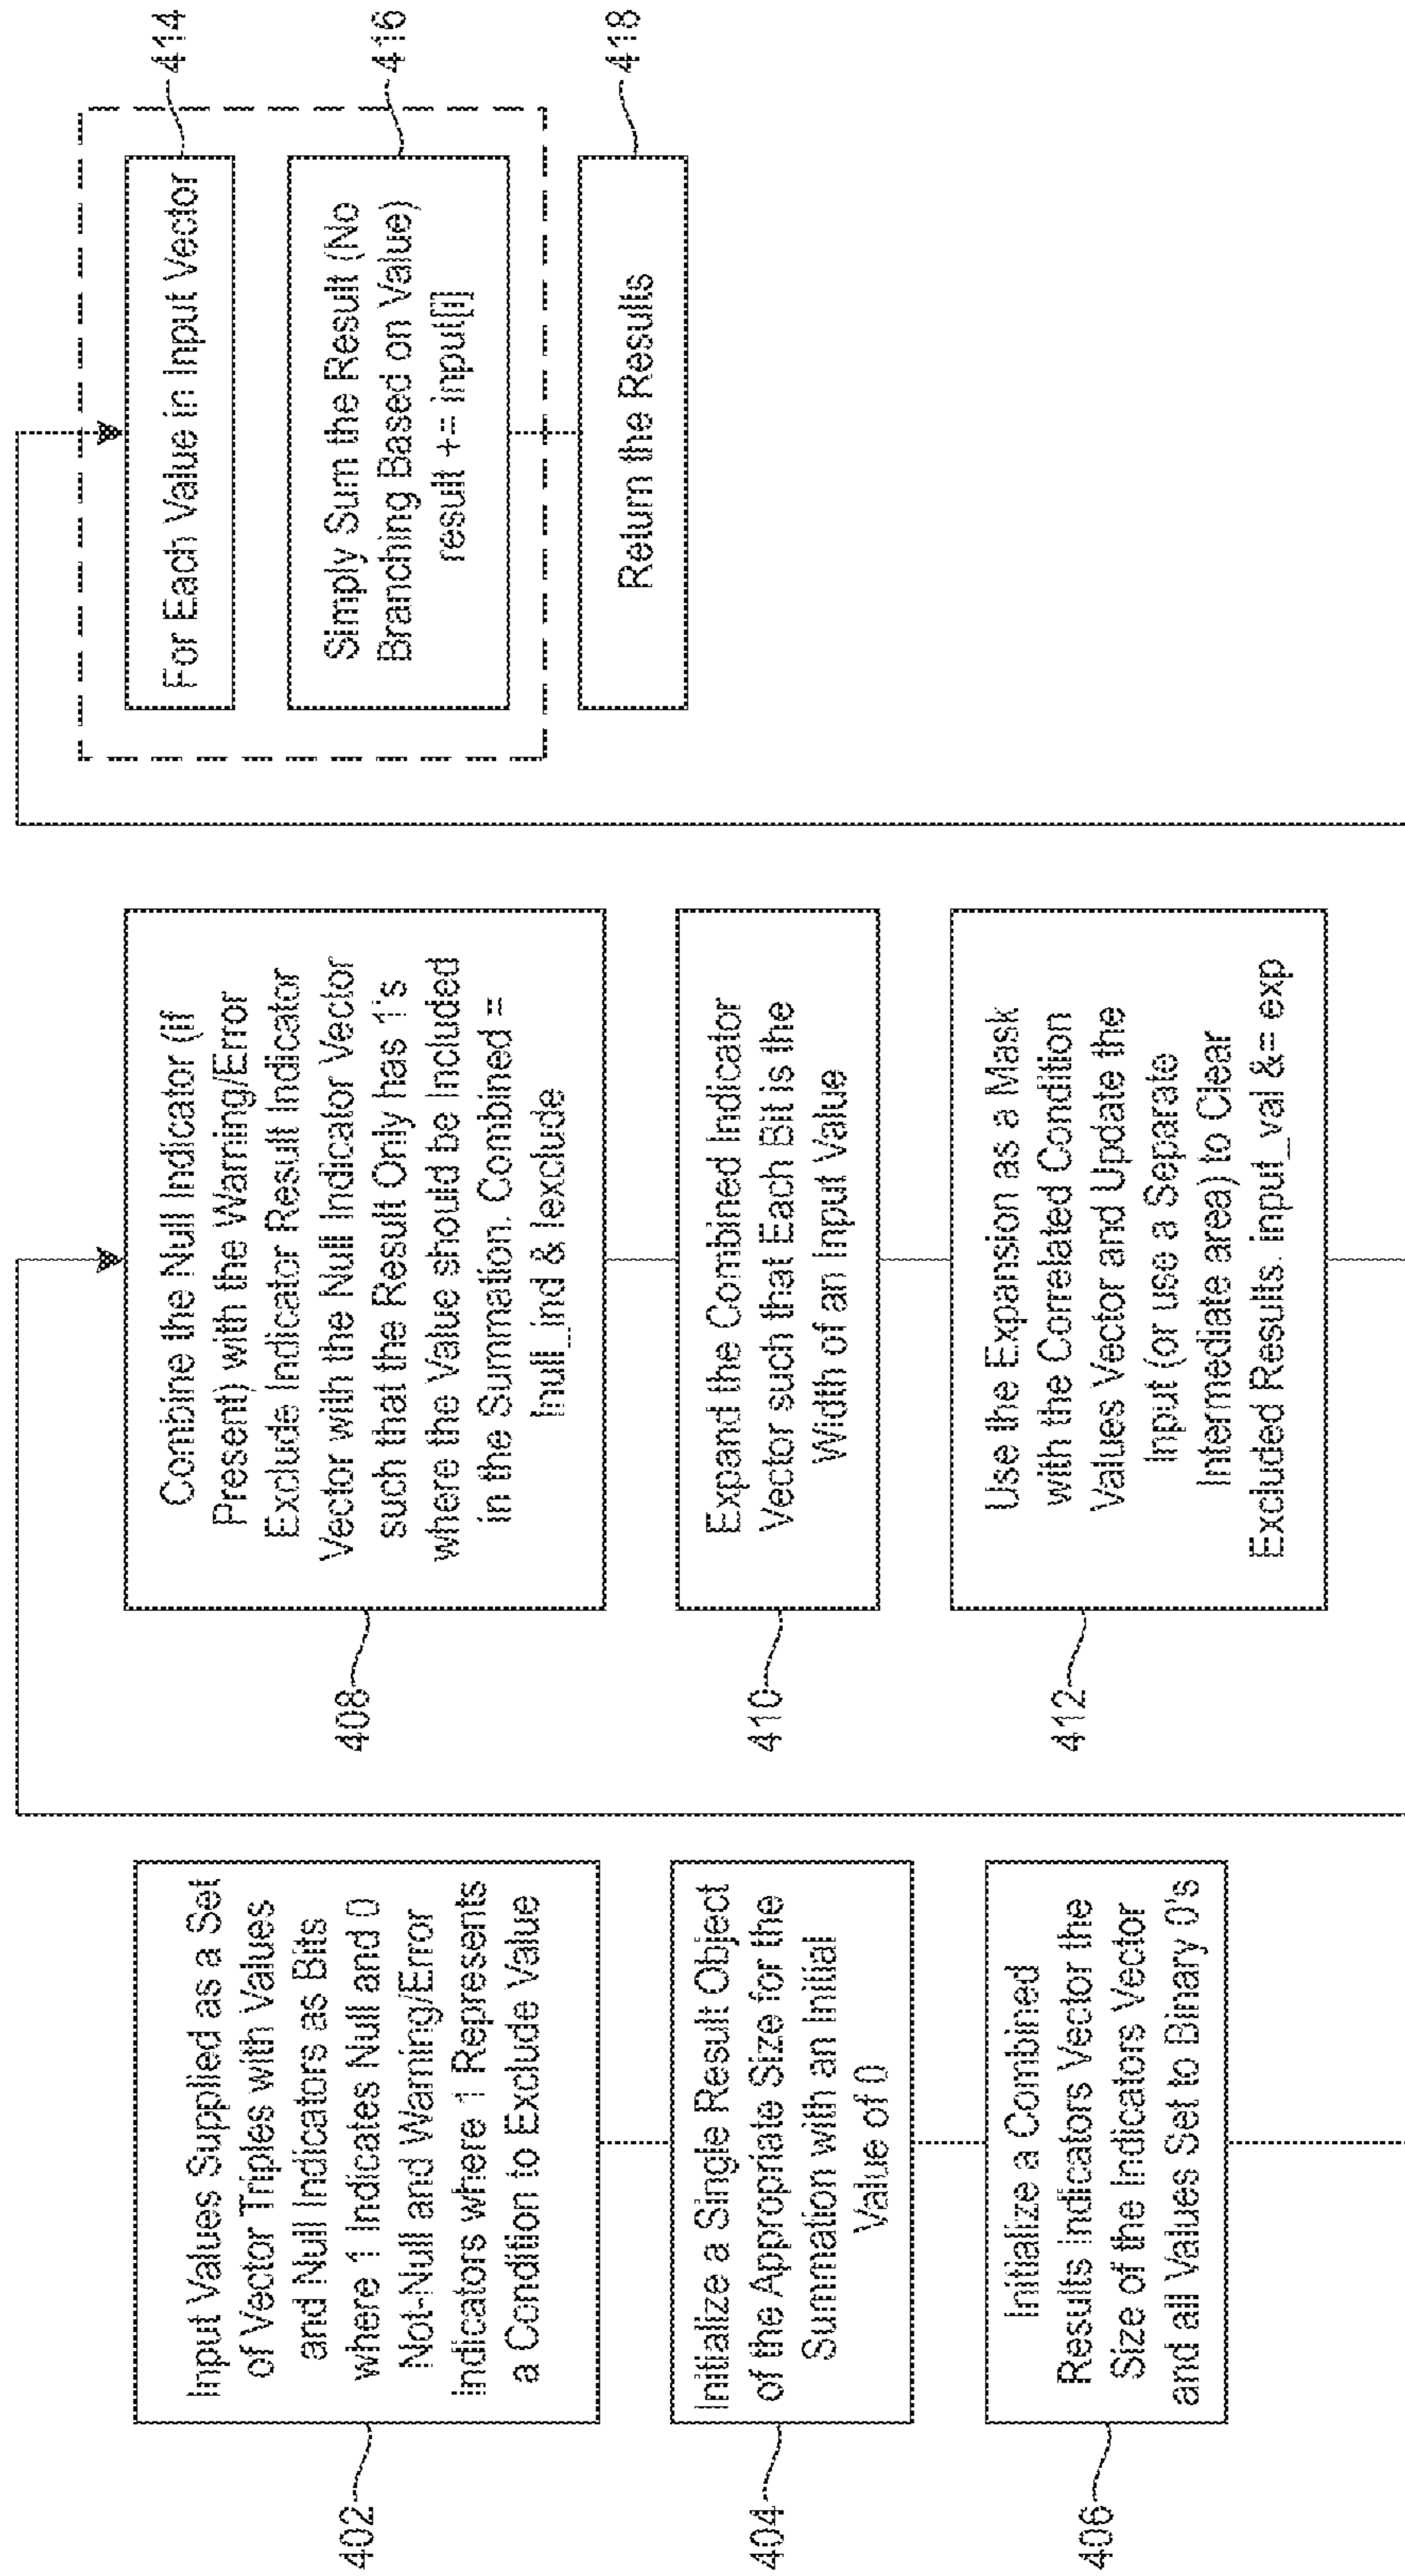 402
Input Values Supplied as a Set
of Vector Triples with Values
and Null Indicators as Bits
where 1 Indicates Null and 0
Not-Null and Warning/Error
Indicators where 1 Represents
a Condition to Exclude Value
404
Initialize a Single Result Object
of the Appropriate Size for the
Summation with an Initial
Value of 0
406
Initialize a Combined
Results Indicators Vector the
Size of the Indicators Vector
and all Values Set to Binary 0's
408
Combine the Null Indicator (if
Present) with the Warning/Error
Exclude Indicator Result Indicator
Vector with the Null Indicator Vector
such that the Result Only has 1's
where the Value should be Included
in the Summation. Combined =
!null_ind & !exclude
410
Expand the Combined Indicator
Vector such that Each Bit is the
Width of an Input Value
412
Use the Expansion as a Mask
with the Correlated Condition
Values Vector and Update the
Input (or use a Separate
Intermediate area) to Clear
Excluded Results. input_val &= exp
414
For Each Value in Input Vector
416
Simply Sum the Result (No
Branching Based on Value)
result += input[i]
418
Return the Results